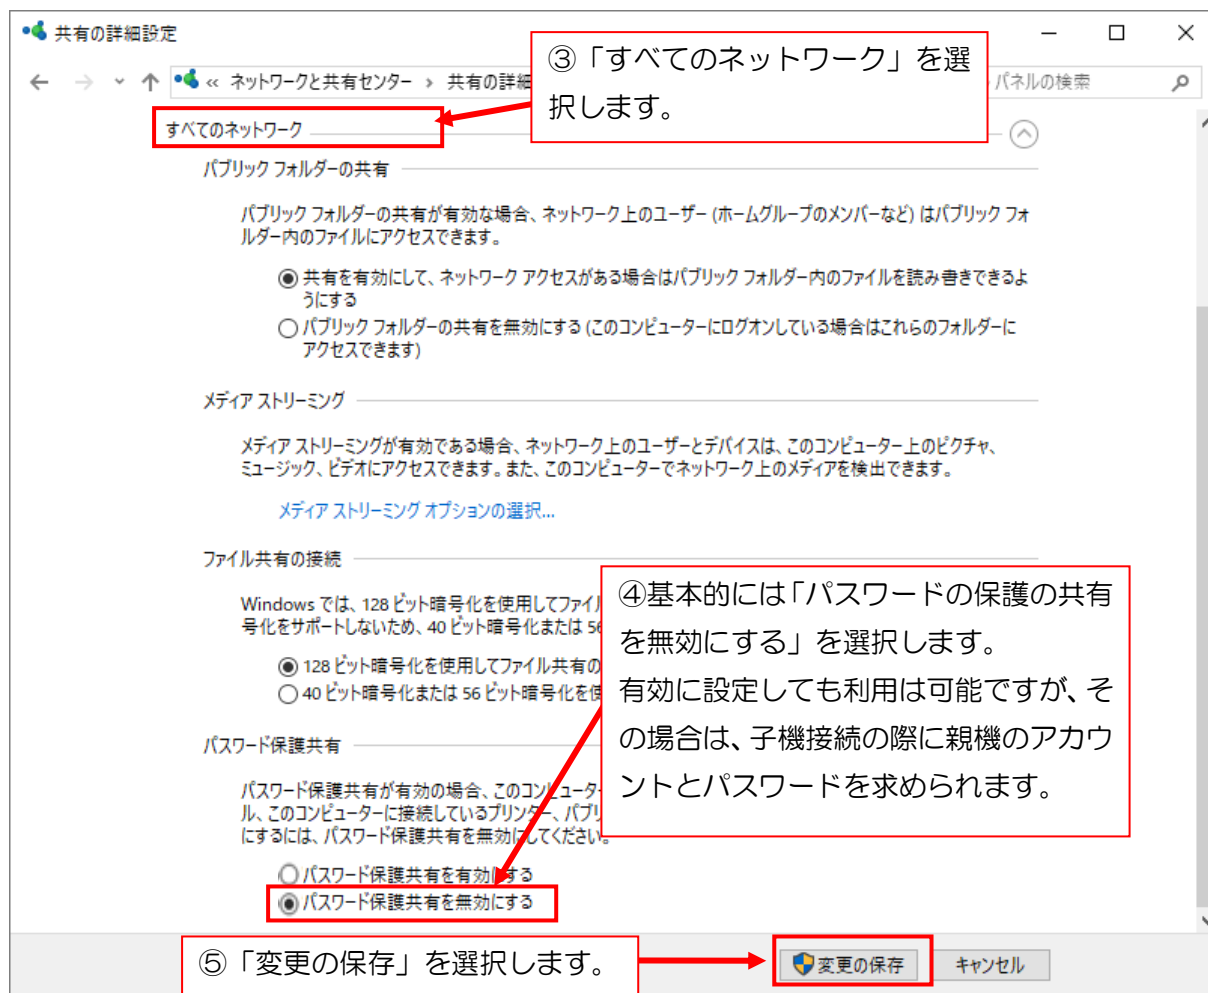 共有の詳細設定
③「すべてのネットワーク」を選
択します。
« ネットワークと共有センター › 共有の詳細
パネルの検索
すべてのネットワーク
パブリック フォルダーの共有
パブリック フォルダーの共有が有効な場合、ネットワーク上のユーザー (ホームグループのメンバーなど) はパブリック フォ
ルダー内のファイルにアクセスできます。
共有を有効にして、ネットワーク アクセスがある場合はパブリック フォルダー内のファイルを読み書きできるよ
うにする
パブリック フォルダーの共有を無効にする (このコンピューターにログオンしている場合はこれらのフォルダーに
アクセスできます)
メディア ストリーミング
メディア ストリーミングが有効である場合、ネットワーク上のユーザーとデバイスは、このコンピューター上のピクチャ、
ミュージック、ビデオにアクセスできます。また、このコンピューターでネットワーク上のメディアを検出できます。
メディア ストリーミング オプションの選択...
ファイル共有の接続
Windows では、128 ビット暗号化を使用してファイ
号化をサポートしないため、40 ビット暗号化または 56
128 ビット暗号化を使用してファイル共有の
40 ビット暗号化または 56 ビット暗号化を使
④基本的には「パスワードの保護の共有
を無効にする」を選択します。
有効に設定しても利用は可能ですが、そ
の場合は、子機接続の際に親機のアカウ
ントとパスワードを求められます。
パスワード保護共有
パスワード保護共有が有効の場合、このコンピュータ
ル、このコンピューターに接続しているプリンター、パブリ
にするには、パスワード保護共有を無効にしてください。
パスワード保護共有を有効にする
パスワード保護共有を無効にする
⑤「変更の保存」を選択します。
変更の保存
キャンセル